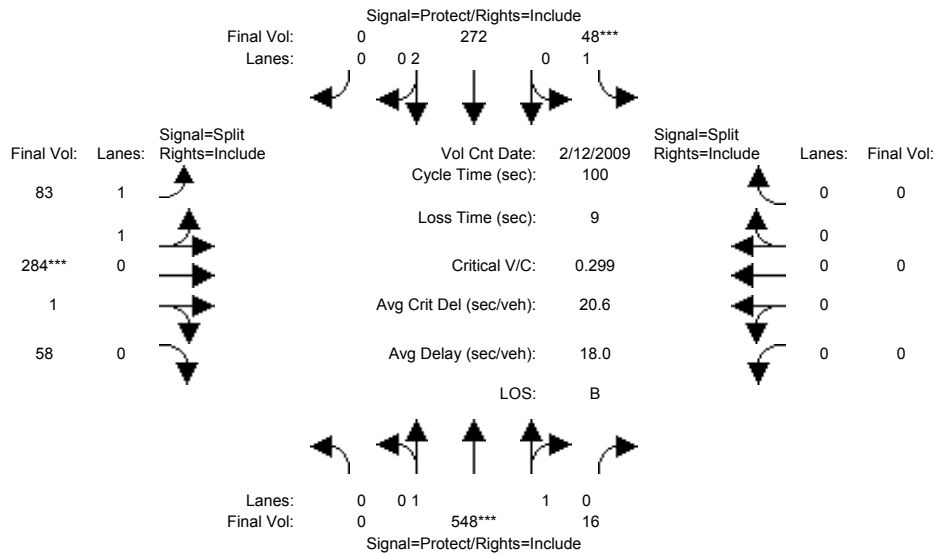 Signal=Protect/Rights=Include
Final Vol: 0 272 48***
Lanes: 0 0 2 0 1
Signal=Split Signal=Split
Final Vol: Lanes: Rights=Include Vol Cnt Date: 2/12/2009 Rights=Include Lanes: Final Vol:
Cycle Time (sec): 100
83 1 0 0
Loss Time (sec): 9
1 0
284*** 0 Critical V/C: 0.299 0 0
1 Avg Crit Del (sec/veh): 20.6 0
58 0 Avg Delay (sec/veh): 18.0 0 0
LOS: B
Lanes: 0 0 1 1 0
Final Vol: 0 548*** 16
Signal=Protect/Rights=Include